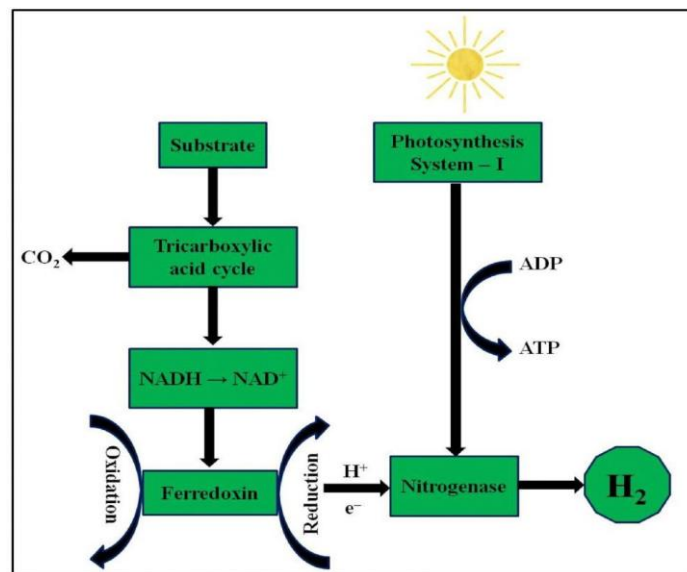 Substrate
Photosynthesis
System – I
CO₂
Tricarboxylic
acid cycle
ADP
ATP
NADH → NAD⁺
Oxidation
Ferredoxin
Reduction
H⁺
e⁻
Nitrogenase
H₂